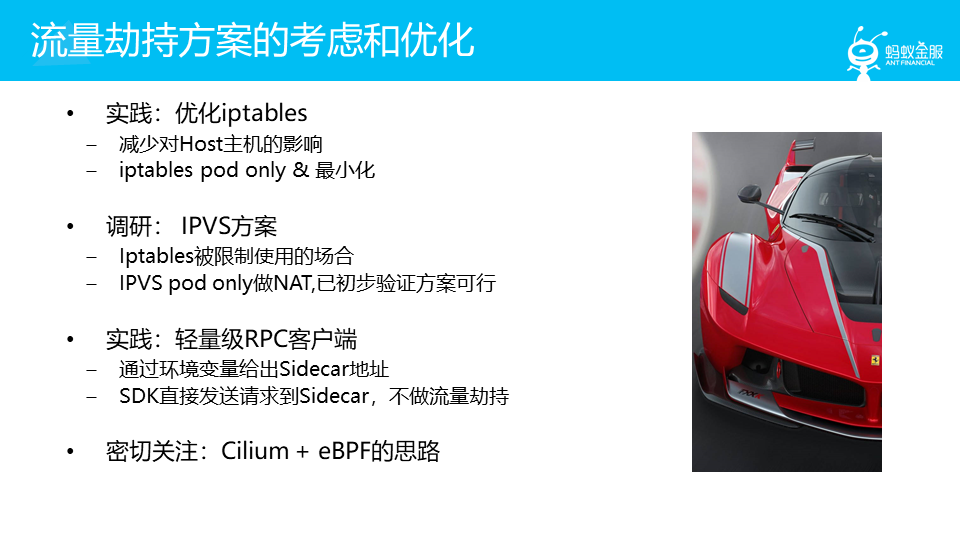 流量劫持方案的考虑和优化
蚂蚁金服
ANT FINANCIAL
• 实践：优化iptables
– 减少对Host主机的影响
– iptables pod only & 最小化
• 调研： IPVS方案
– Iptables被限制使用的场合
– IPVS pod only做NAT,已初步验证方案可行
• 实践：轻量级RPC客户端
– 通过环境变量给出Sidecar地址
– SDK直接发送请求到Sidecar，不做流量劫持
• 密切关注：Cilium + eBPF的思路